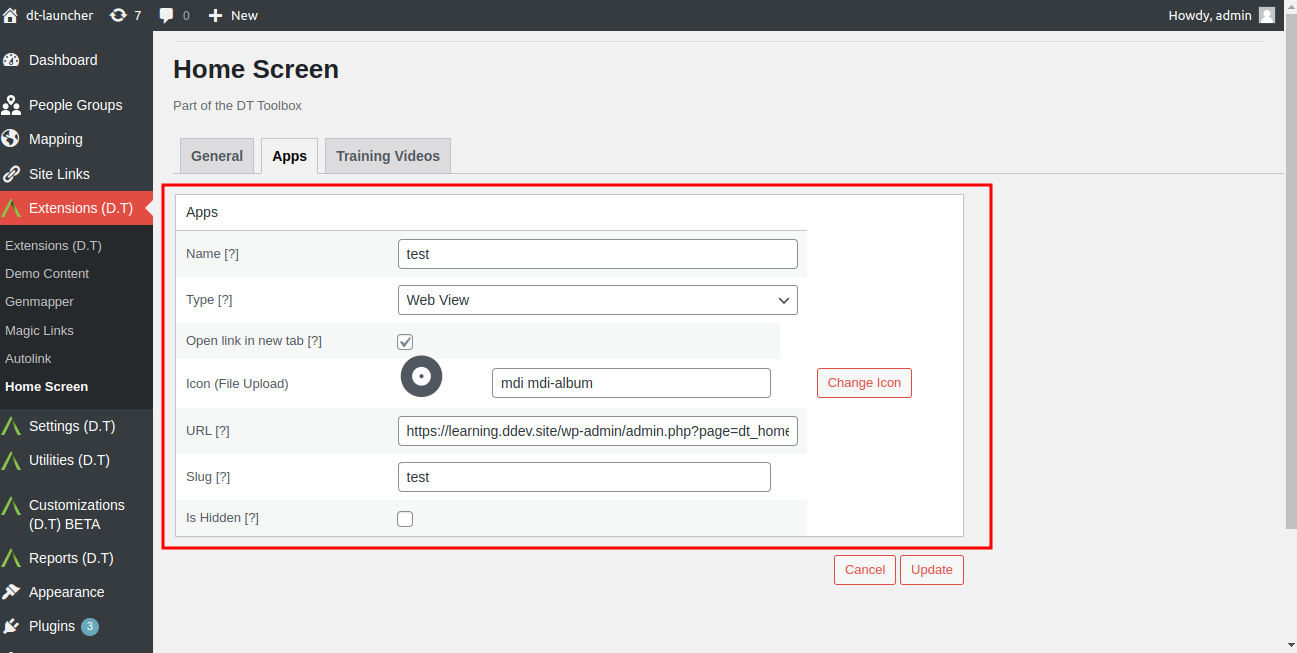 dt-launcher 7 0 New Howdy, admin
Dashboard
People Groups
Mapping
Site Links
Extensions (D.T)
Extensions (D.T)
Demo Content
Genmapper
Magic Links
Autolink
Home Screen
Settings (D.T)
Utilities (D.T)
Customizations
(D.T) BETA
Reports (D.T)
Appearance
Plugins 3
Home Screen
Part of the DT Toolbox
General Apps Training Videos
Apps
Name [?] test
Type [?] Web View
Open link in new tab [?]
Icon (File Upload) mdi mdi-album Change Icon
URL [?] https://learning.ddev.site/wp-admin/admin.php?page=dt_home
Slug [?] test
Is Hidden [?]
Cancel Update